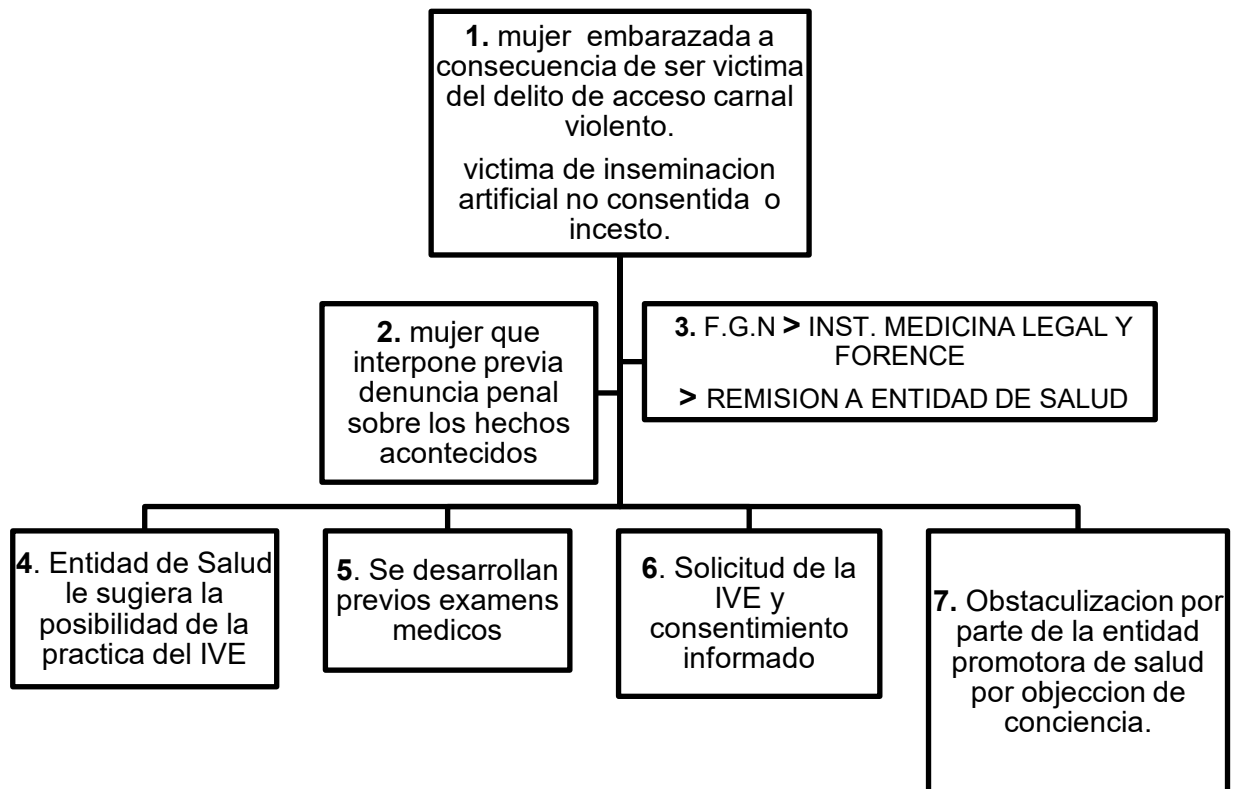 1. mujer embarazada a
consecuencia de ser victima
del delito de acceso carnal
violento.
victima de inseminacion
artificial no consentida o
incesto.
2. mujer que
interpone previa
denuncia penal
sobre los hechos
acontecidos
3. F.G.N > INST. MEDICINA LEGAL Y
FORENCE
> REMISION A ENTIDAD DE SALUD
4. Entidad de Salud
le sugiera la
posibilidad de la
practica del IVE
5. Se desarrollan
previos examens
medicos
6. Solicitud de la
IVE y
consentimiento
informado
7. Obstaculizacion por
parte de la entidad
promotora de salud
por objeccion de
conciencia.